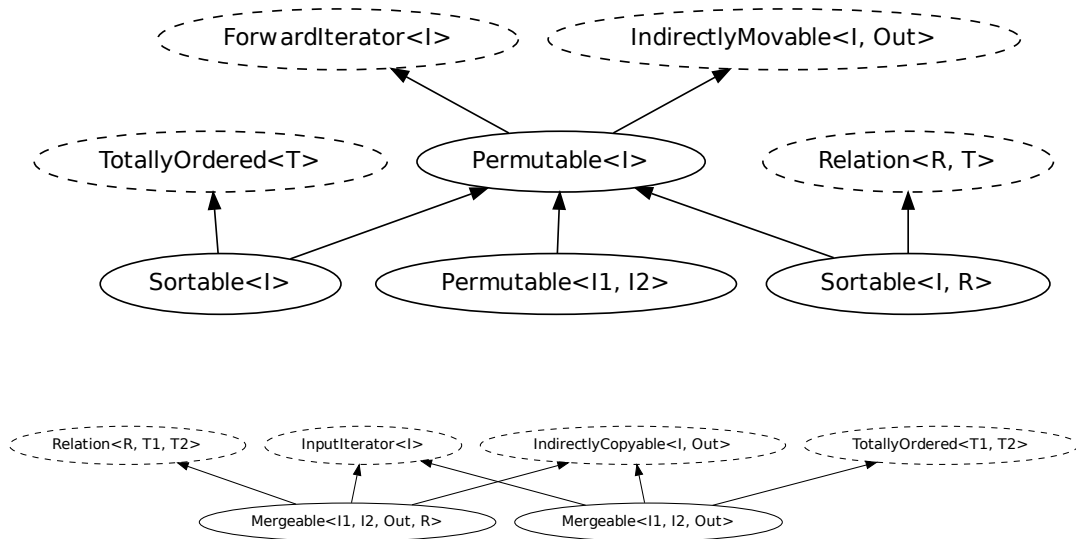 ForwardIterator<I>
IndirectlyMovable<I, Out>
TotallyOrdered<T>
Permutable<I>
Relation<R, T>
Sortable<I>
Permutable<I1, I2>
Sortable<I, R>
Relation<R, T1, T2>
InputIterator<I>
IndirectlyCopyable<I, Out>
TotallyOrdered<T1, T2>
Mergeable<I1, I2, Out, R>
Mergeable<I1, I2, Out>